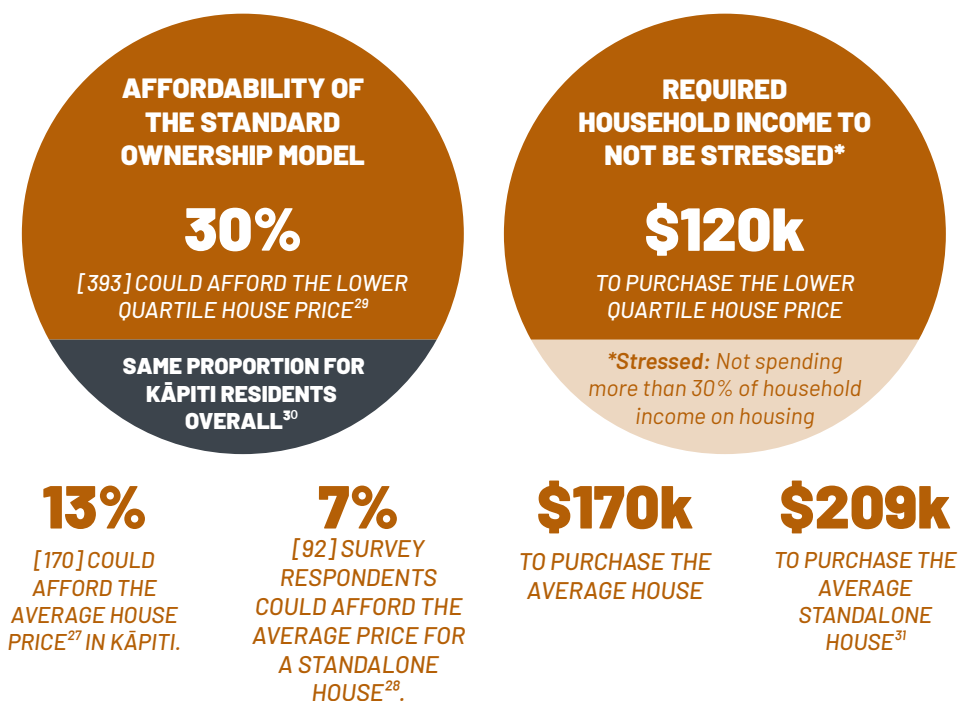 AFFORDABILITY OF
THE STANDARD
OWNERSHIP MODEL
30%
[393] COULD AFFORD THE LOWER
QUARTILE HOUSE PRICE²⁹
SAME PROPORTION FOR
KĀPITI RESIDENTS
OVERALL³⁰
13%
[170] COULD
AFFORD THE
AVERAGE HOUSE
PRICE²⁷ IN KĀPITI.
7%
[92] SURVEY
RESPONDENTS
COULD AFFORD THE
AVERAGE PRICE FOR
A STANDALONE
HOUSE²⁸.
REQUIRED
HOUSEHOLD INCOME TO
NOT BE STRESSED*
$120k
TO PURCHASE THE LOWER
QUARTILE HOUSE PRICE
*Stressed: Not spending
more than 30% of household
income on housing
$170k
TO PURCHASE THE
AVERAGE HOUSE
$209k
TO PURCHASE THE
AVERAGE
STANDALONE
HOUSE³¹